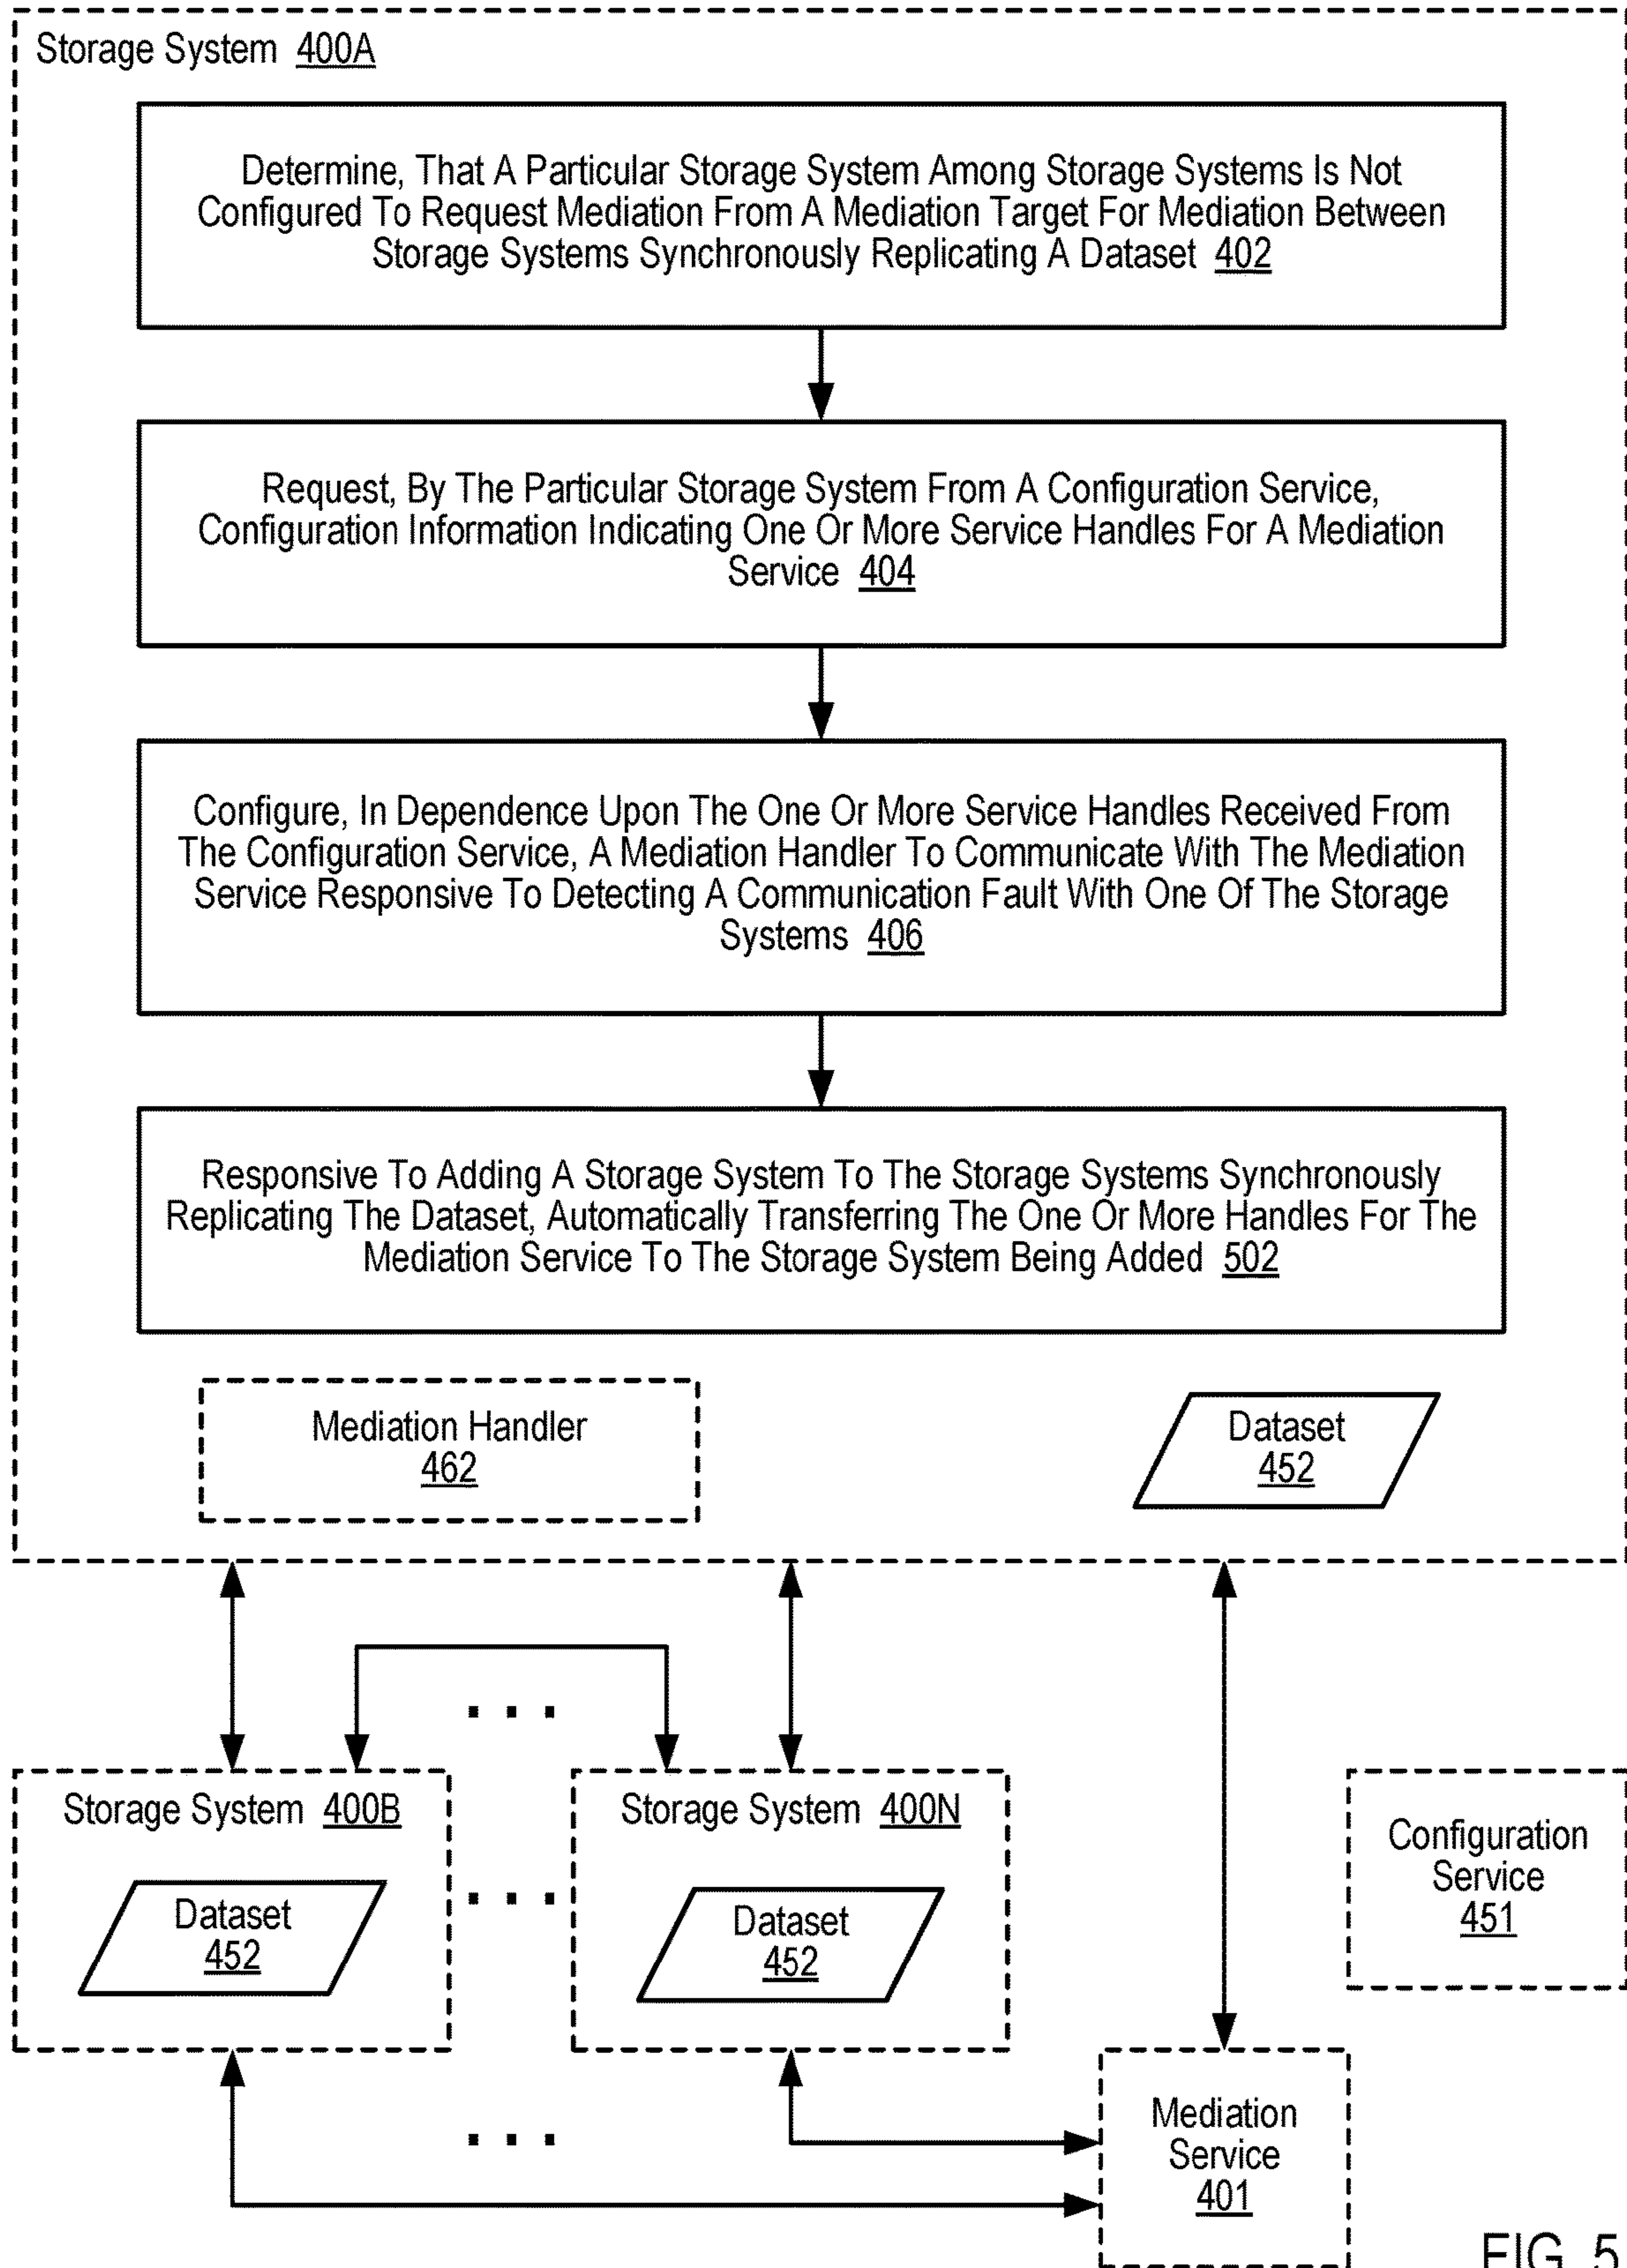 Storage System 400A
Determine, That A Particular Storage System Among Storage Systems Is Not
Configured To Request Mediation From A Mediation Target For Mediation Between
Storage Systems Synchronously Replicating A Dataset 402
Request, By The Particular Storage System From A Configuration Service,
Configuration Information Indicating One Or More Service Handles For A Mediation
Service 404
Configure, In Dependence Upon The One Or More Service Handles Received From
The Configuration Service, A Mediation Handler To Communicate With The Mediation
Service Responsive To Detecting A Communication Fault With One Of The Storage
Systems 406
Responsive To Adding A Storage System To The Storage Systems Synchronously
Replicating The Dataset, Automatically Transferring The One Or More Handles For The
Mediation Service To The Storage System Being Added 502
Mediation Handler
462
Dataset
452
Storage System 400B
Dataset
452
Storage System 400N
Dataset
452
Configuration
Service
451
Mediation
Service
401
FIG. 5